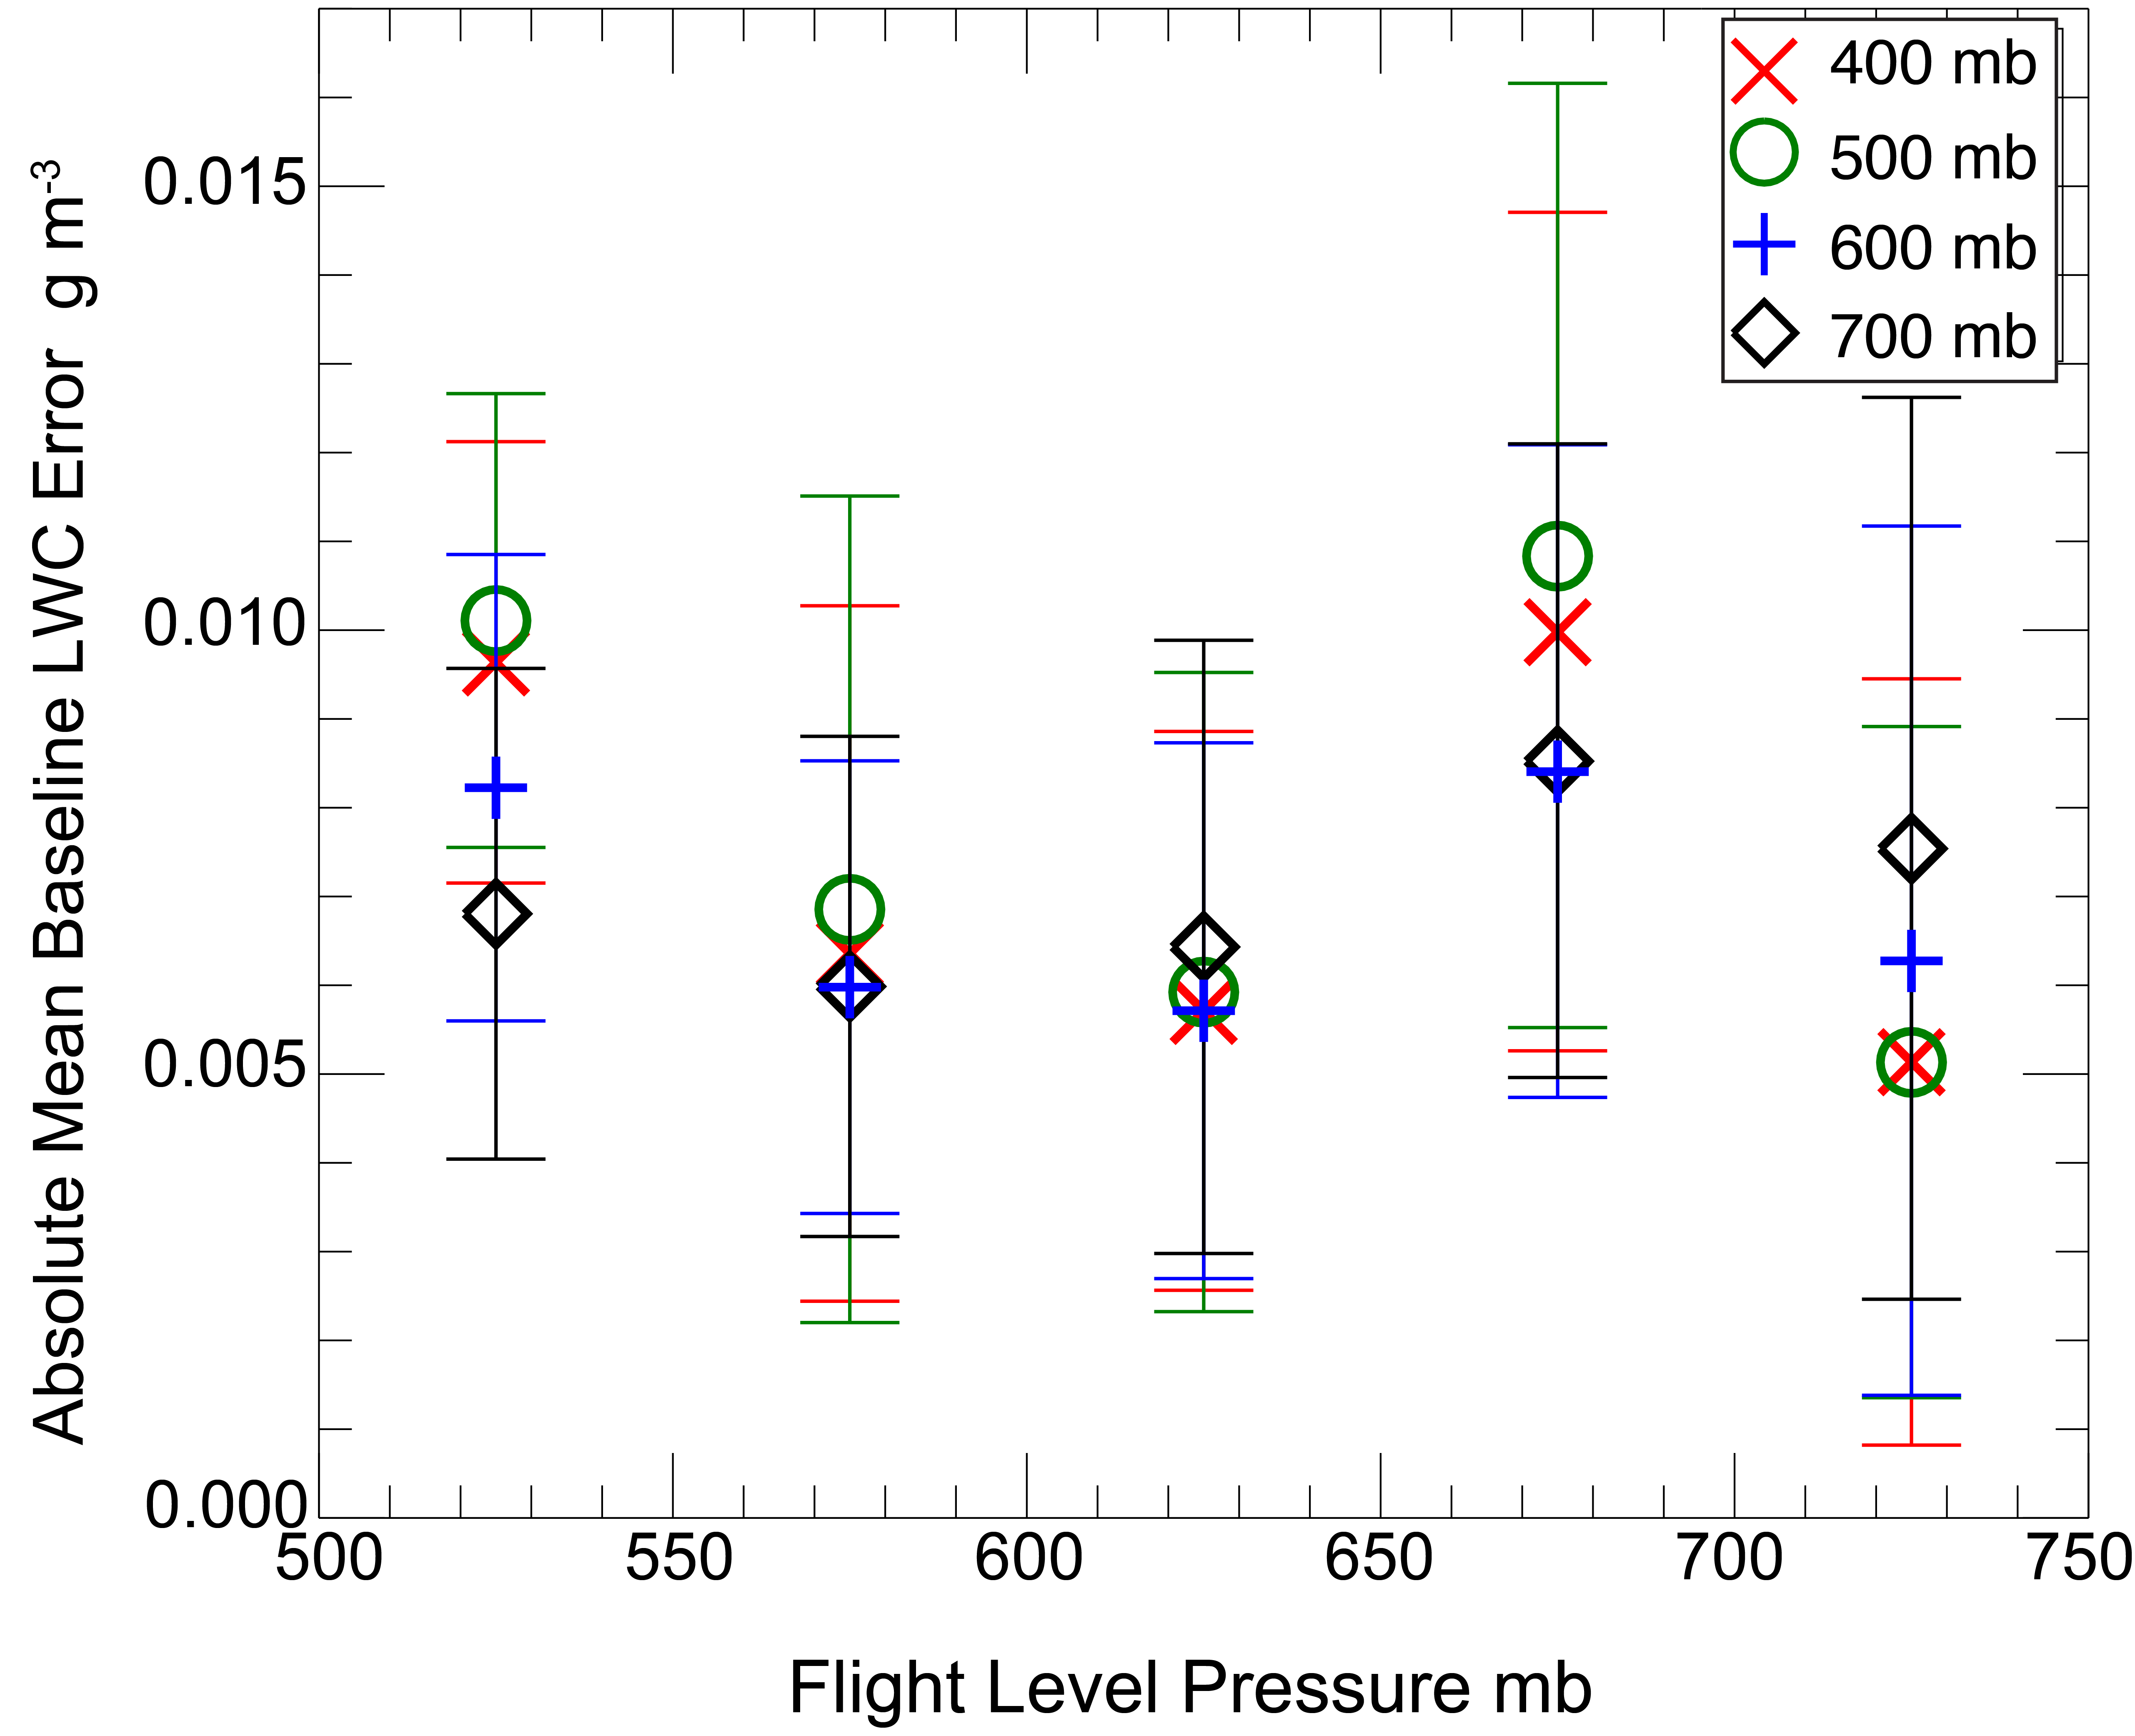 Absolute Mean Baseline LWC Error g m-3
0.015
0.010
0.005
0.000
400 mb
500 mb
600 mb
700 mb
500 550 600 650 700 750
Flight Level Pressure mb